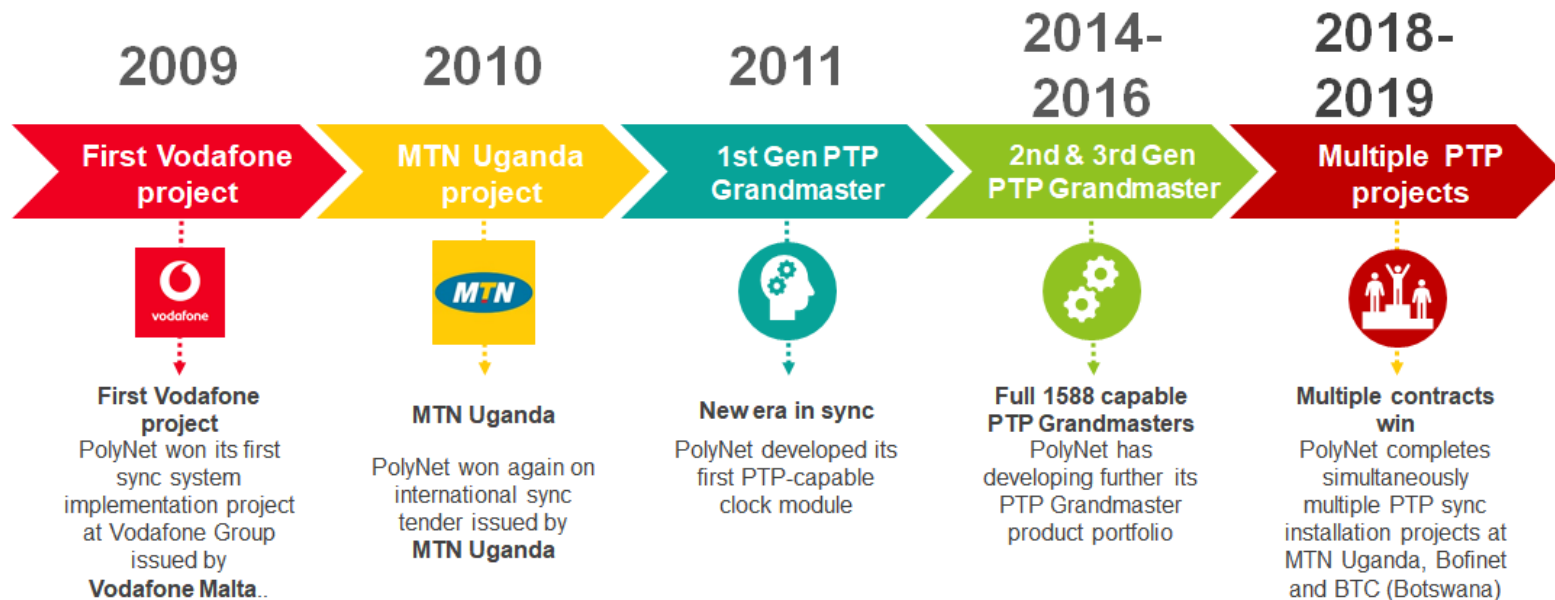 2009
First Vodafone
project
vodafone
First Vodafone
project
PolyNet won its first
sync system
implementation project
at Vodafone Group
issued by
Vodafone Malta..
2010
MTN Uganda
project
MTN
MTN Uganda
PolyNet won again on
international sync
tender issued by
MTN Uganda
2011
1st Gen PTP
Grandmaster
New era in sync
PolyNet developed its
first PTP-capable
clock module
2014-
2016
2nd & 3rd Gen
PTP Grandmaster
Full 1588 capable
PTP Grandmasters
PolyNet has
developing further its
PTP Grandmaster
product portfolio
2018-
2019
Multiple PTP
projects
Multiple contracts
win
PolyNet completes
simultaneously
multiple PTP sync
installation projects at
MTN Uganda, Bofinet
and BTC (Botswana)